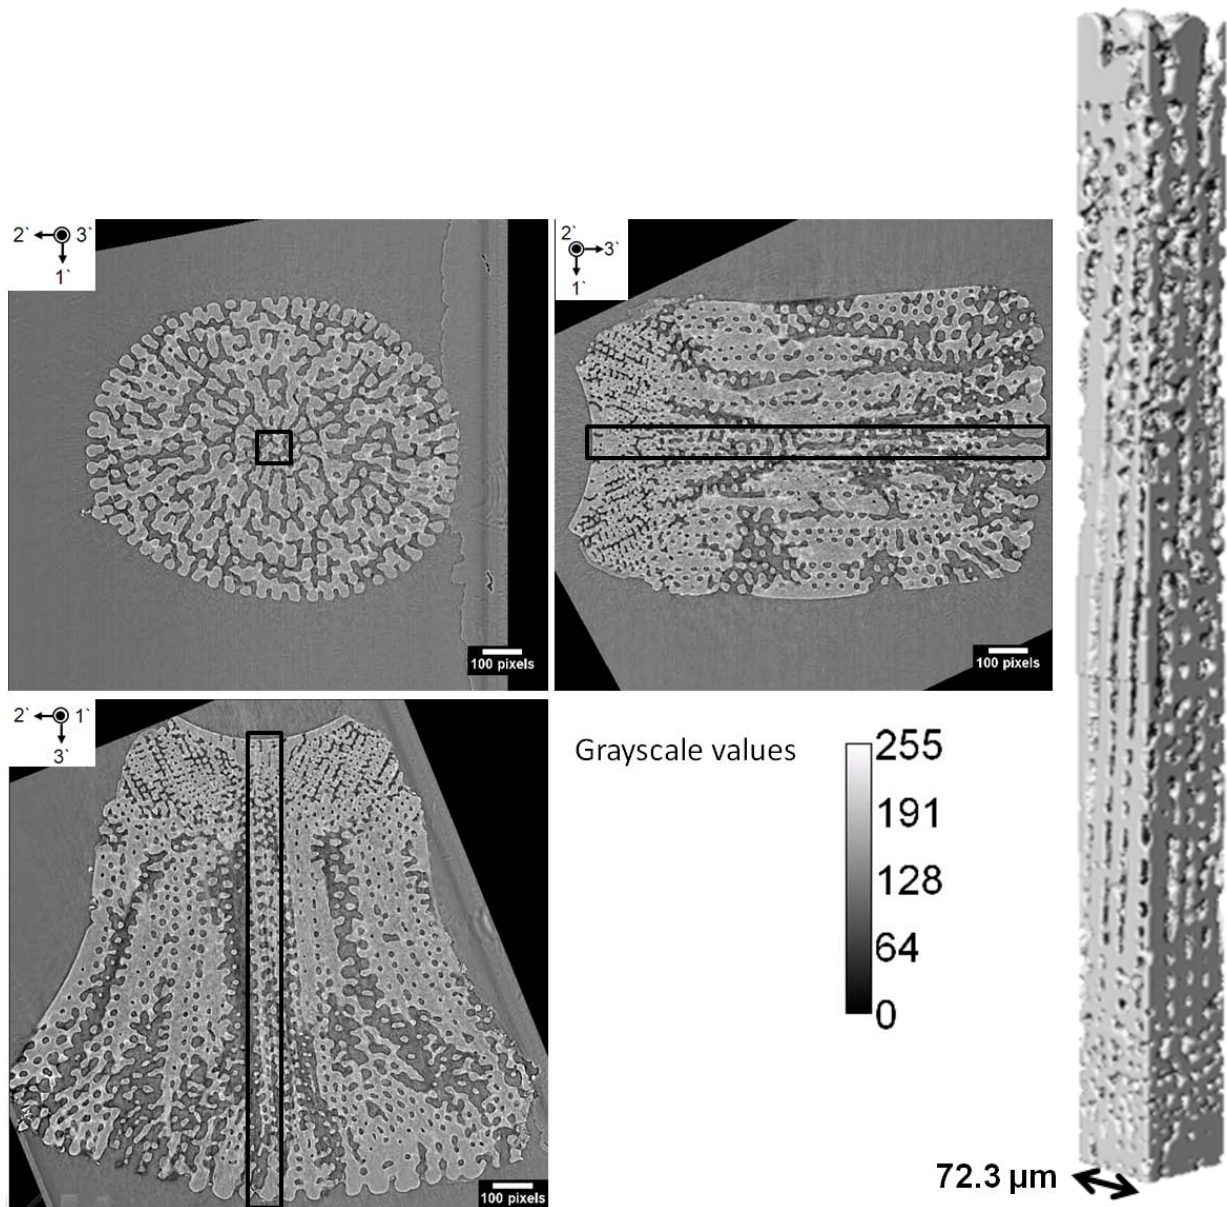 2` 3`
1`
100 pixels
2`
3`
1`
100 pixels
2` 1`
3`
100 pixels
Grayscale values
255
191
128
64
0
72.3 µm